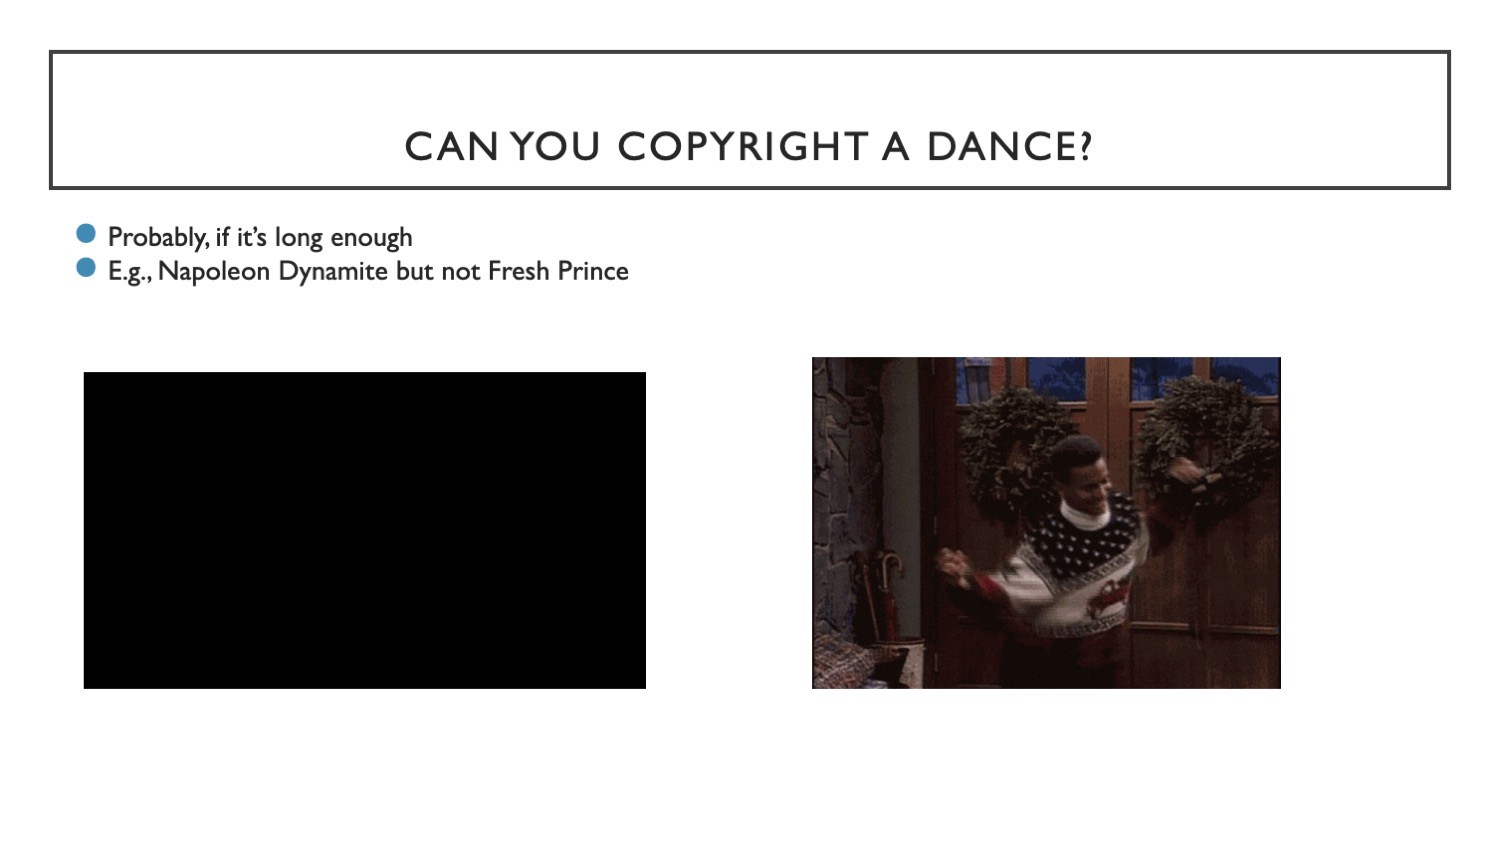 CAN YOU COPYRIGHT A DANCE?
Probably, if it’s long enough
E.g., Napoleon Dynamite but not Fresh Prince